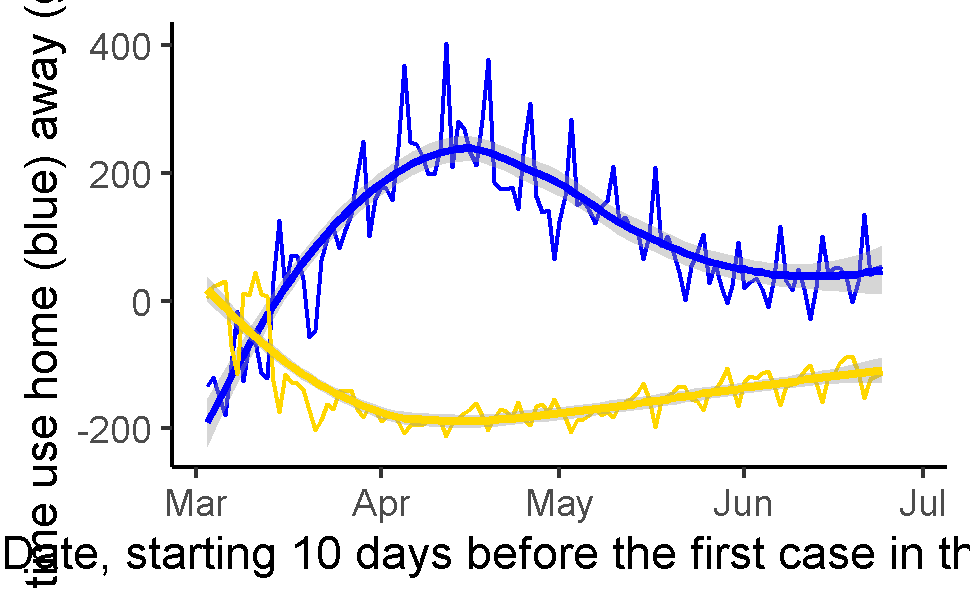 time use home (blue) away (
400
200
0
-200
Mar Apr May Jun Jul
Date, starting 10 days before the first case in th